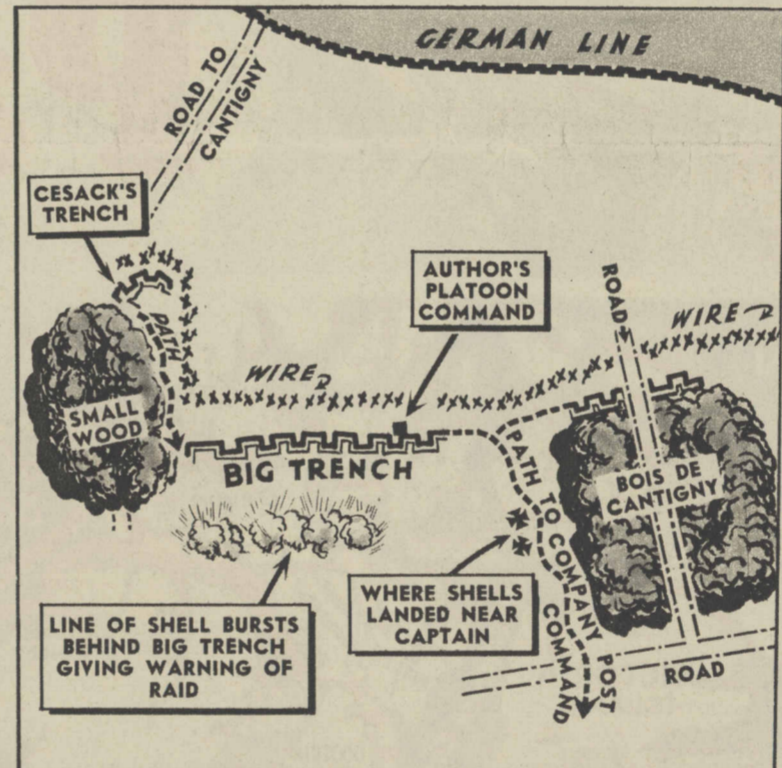 GERMAN LINE
ROAD TO
CANTIGNY
CESACK'S
TRENCH
AUTHOR'S
PLATOON
COMMAND
ROAD
WIRE
PATH
WIRE
SMALL
WOOD
BIG TRENCH
PATH TO COMPANY
COMMAND POST
BOIS DE
CANTIGNY
WHERE SHELLS
LANDED NEAR
CAPTAIN
LINE OF SHELL BURSTS
BEHIND BIG TRENCH
GIVING WARNING OF
RAID
ROAD